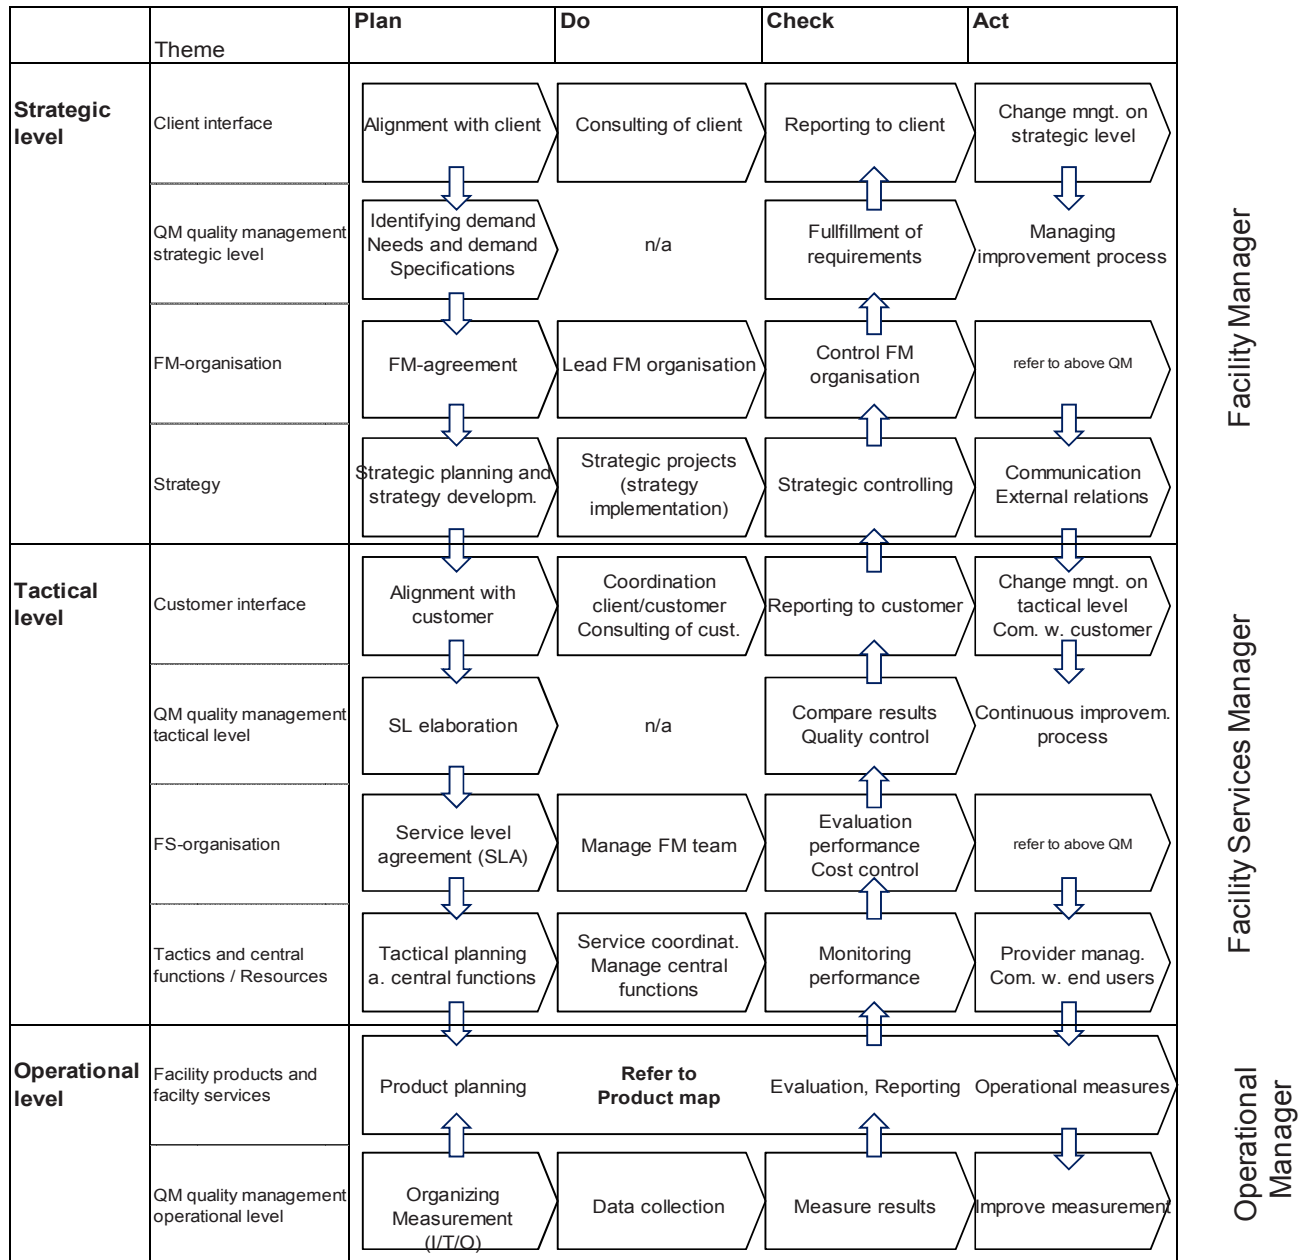 Theme
Plan
Do
Check
Act
Strategic
level
Client interface
Alignment with client
Consulting of client
Reporting to client
Change mngt. on
strategic level
QM quality management
strategic level
Identifying demand
Needs and demand
Specifications
n/a
Fullfillment of
requirements
Managing
improvement process
FM-organisation
FM-agreement
Lead FM organisation
Control FM
organisation
refer to above QM
Strategy
Strategic planning and
strategy developm.
Strategic projects
(strategy
implementation)
Strategic controlling
Communication
External relations
Facility Manager
Tactical
level
Customer interface
Alignment with
customer
Coordination
client/customer
Consulting of cust.
Reporting to customer
Change mngt. on
tactical level
Com. w. customer
QM quality management
tactical level
SL elaboration
n/a
Compare results
Quality control
Continuous improvem.
process
FS-organisation
Service level
agreement (SLA)
Manage FM team
Evaluation
performance
Cost control
refer to above QM
Tactics and central
functions / Resources
Tactical planning
a. central functions
Service coordinat.
Manage central
functions
Monitoring
performance
Provider manag.
Com. w. end users
Facility Services Manager
Operational
level
Facility products and
facilty services
Product planning
Refer to
Product map
Evaluation, Reporting
Operational measures
QM quality management
operational level
Organizing
Measurement
(I/T/O)
Data collection
Measure results
Improve measurement
Operational
Manager